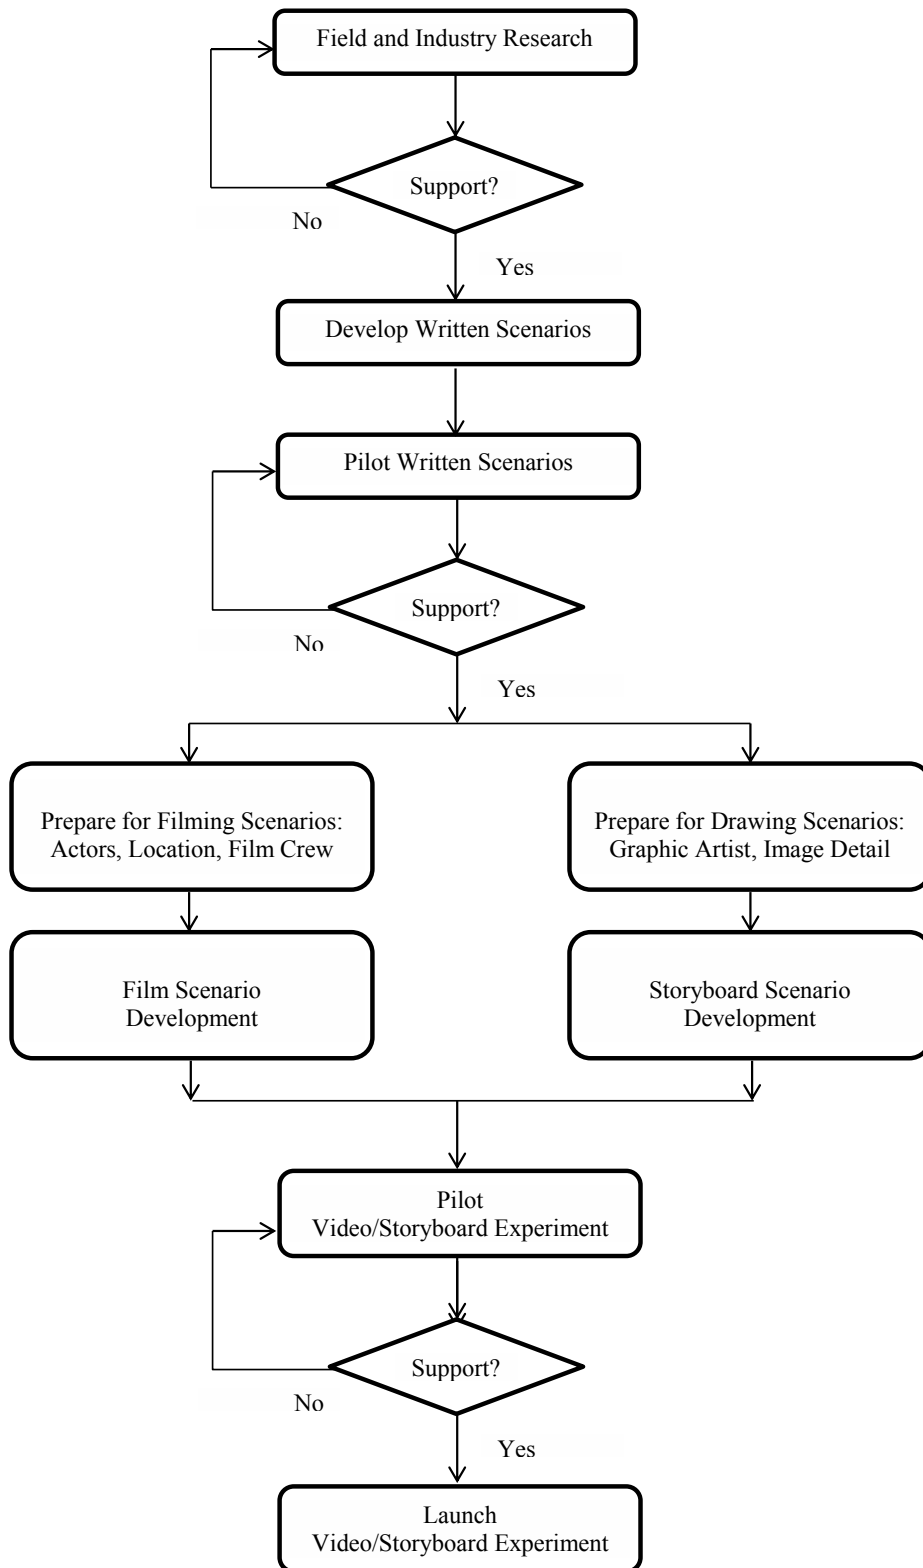 Field and Industry Research
Support?
No
Yes
Develop Written Scenarios
Pilot Written Scenarios
Support?
No
Yes
Prepare for Filming Scenarios:
Actors, Location, Film Crew
Prepare for Drawing Scenarios:
Graphic Artist, Image Detail
Film Scenario
Development
Storyboard Scenario
Development
Pilot
Video/Storyboard Experiment
Support?
No
Yes
Launch
Video/Storyboard Experiment